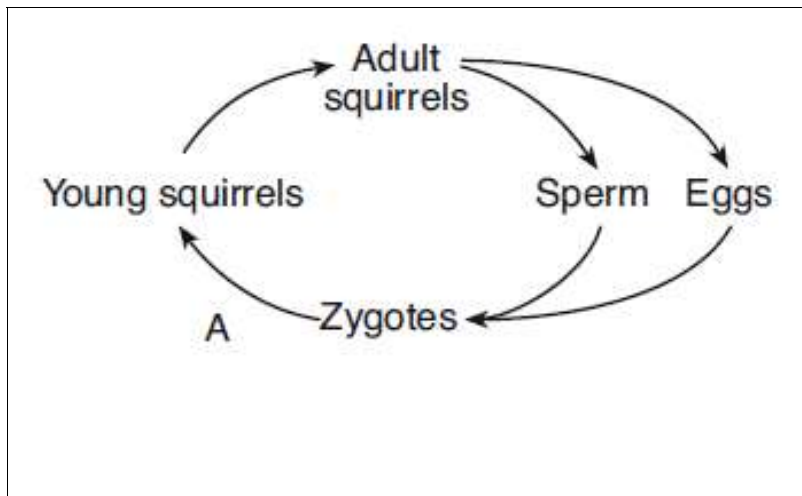 Adult
squirrels
Young squirrels
Sperm
Eggs
A
Zygotes